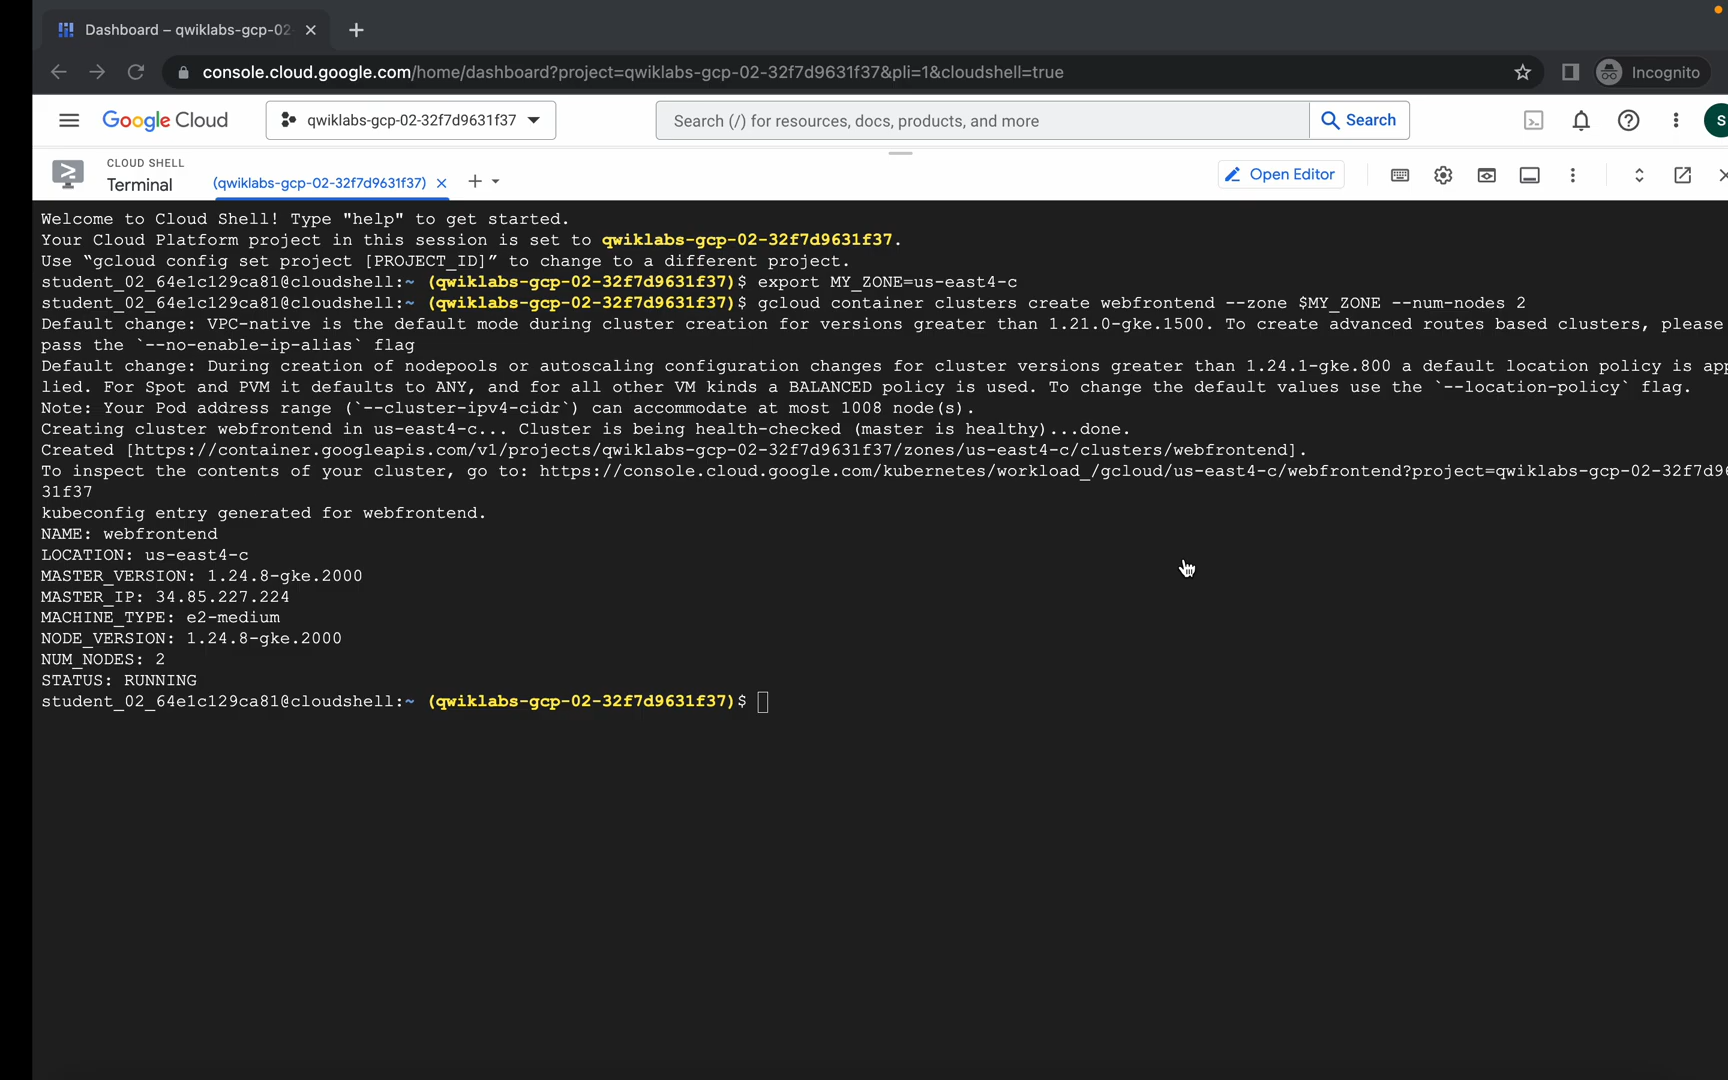 Dashboard – qwiklabs-gcp-02-
console.cloud.google.com/home/dashboard?project=qwiklabs-gcp-02-32f7d9631f37&pli=1&cloudshell=true
Incognito
Google Cloud
qwiklabs-gcp-02-32f7d9631f37
Search (/) for resources, docs, products, and more
Search
S
CLOUD SHELL
Terminal
(qwiklabs-gcp-02-32f7d9631f37)
Open Editor
Welcome to Cloud Shell! Type "help" to get started.
Your Cloud Platform project in this session is set to qwiklabs-gcp-02-32f7d9631f37.
Use “gcloud config set project [PROJECT_ID]” to change to a different project.
student_02_64e1c129ca81@cloudshell:~ (qwiklabs-gcp-02-32f7d9631f37)$ export MY_ZONE=us-east4-c
student_02_64e1c129ca81@cloudshell:~ (qwiklabs-gcp-02-32f7d9631f37)$ gcloud container clusters create webfrontend --zone $MY_ZONE --num-nodes 2
Default change: VPC-native is the default mode during cluster creation for versions greater than 1.21.0-gke.1500. To create advanced routes based clusters, please
pass the `--no-enable-ip-alias` flag
Default change: During creation of nodepools or autoscaling configuration changes for cluster versions greater than 1.24.1-gke.800 a default location policy is app
lied. For Spot and PVM it defaults to ANY, and for all other VM kinds a BALANCED policy is used. To change the default values use the `--location-policy` flag.
Note: Your Pod address range (`--cluster-ipv4-cidr`) can accommodate at most 1008 node(s).
Creating cluster webfrontend in us-east4-c... Cluster is being health-checked (master is healthy)...done.
Created [https://container.googleapis.com/v1/projects/qwiklabs-gcp-02-32f7d9631f37/zones/us-east4-c/clusters/webfrontend].
To inspect the contents of your cluster, go to: https://console.cloud.google.com/kubernetes/workload_/gcloud/us-east4-c/webfrontend?project=qwiklabs-gcp-02-32f7d96
31f37
kubeconfig entry generated for webfrontend.
NAME: webfrontend
LOCATION: us-east4-c
MASTER_VERSION: 1.24.8-gke.2000
MASTER_IP: 34.85.227.224
MACHINE_TYPE: e2-medium
NODE_VERSION: 1.24.8-gke.2000
NUM_NODES: 2
STATUS: RUNNING
student_02_64e1c129ca81@cloudshell:~ (qwiklabs-gcp-02-32f7d9631f37)$